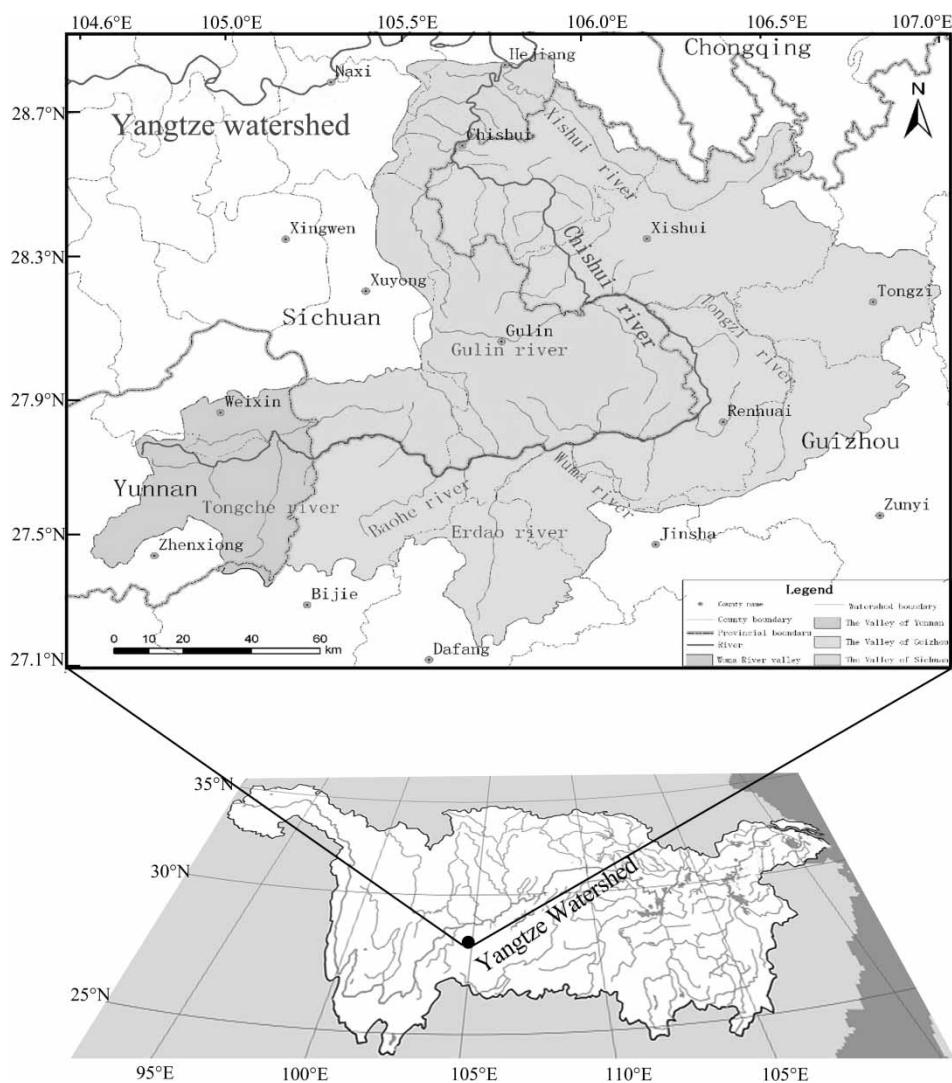 104.6°E 105.0°E 105.5°E 106.0°E 106.5°E 107.0°E
Hejiang
Chongqing
Naxi
N
28.7°N
Yangtze watershed
Xishui river
Chishui
Xishui
Xingwen
Chishui river
28.3°N
Xuyong
Tongzi
Sichuan
Gulin
Gulin river
Tongzi river
27.9°N
Weixin
Renhuai
Guizhou
Wuma river
Yunnan
Tongche river
Baohe river
Zunyi
27.5°N
Erdao river
Zhenxiong
Jinsha
Bijie
Legend
County name
Watershed boundary
County boundary
The Valley of Yunnan
Provincial boundary
The Valley of Guizhou
River
Wuma River valley
The Valley of Sichuan
0 10 20 40 60
km
Dafang
27.1°N
35°N
30°N
Yangtze Watershed
25°N
95°E 100°E 105°E 110°E 105°E